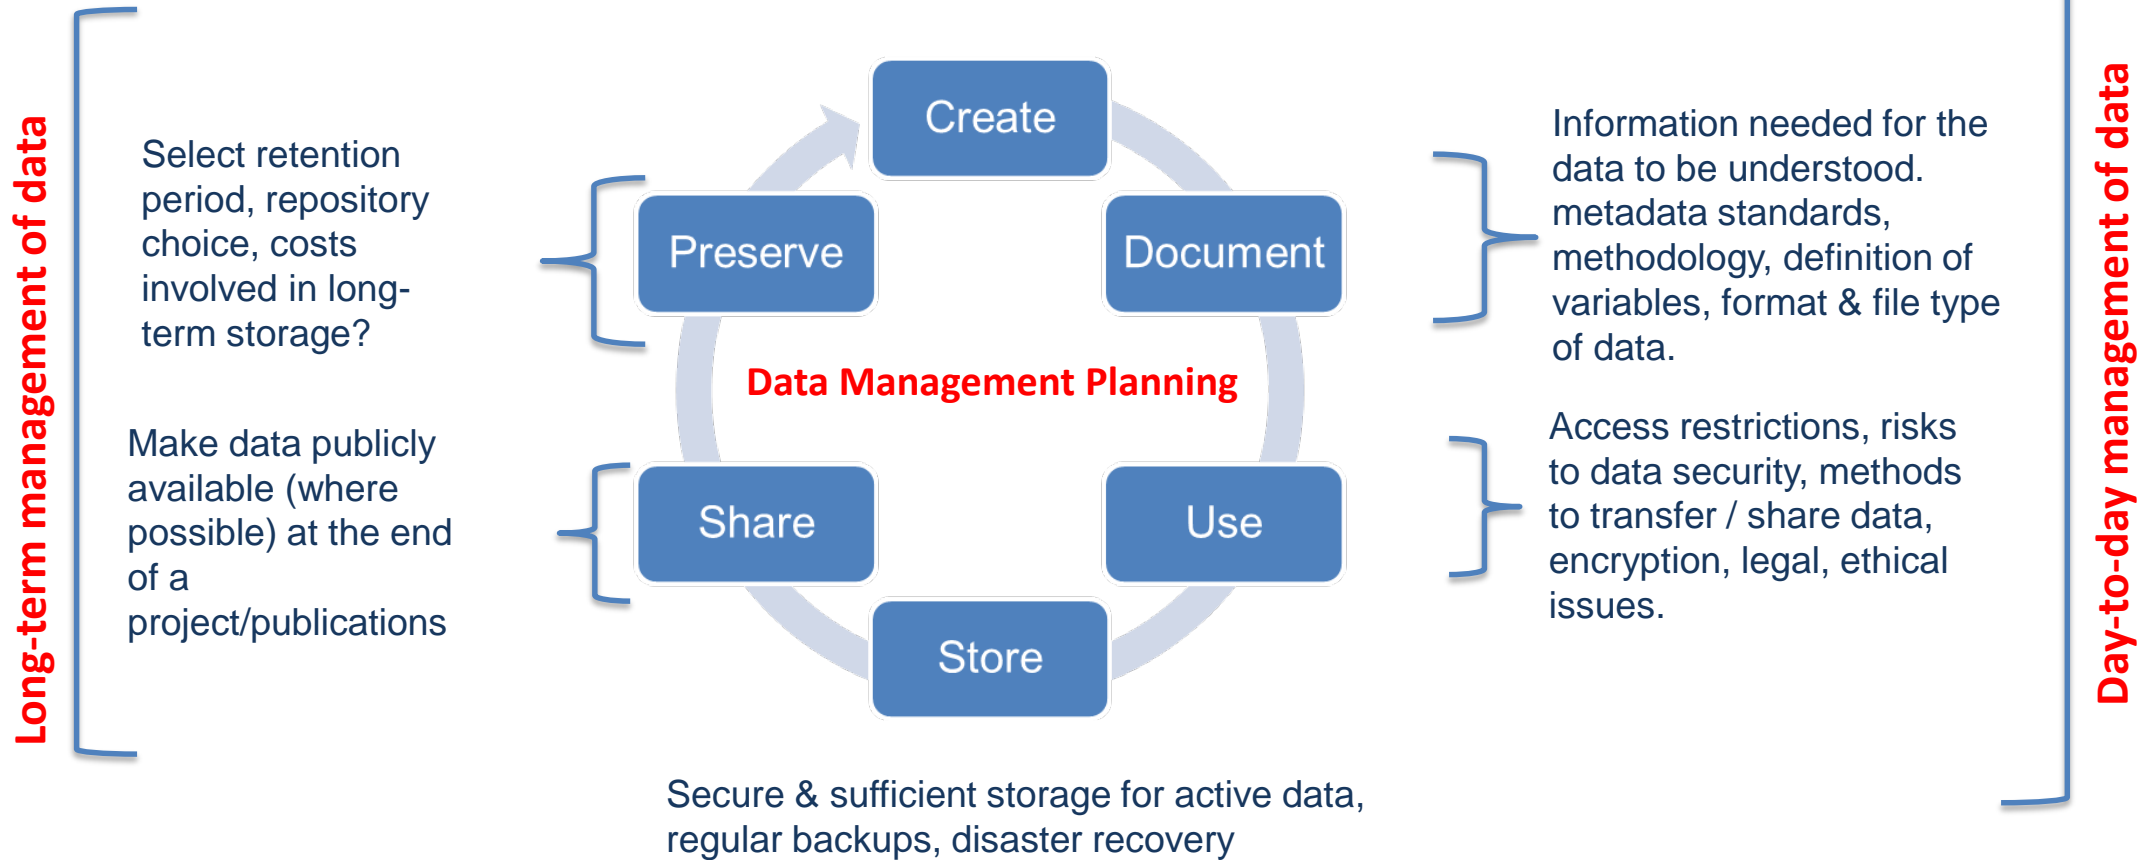 Long-term management of data
Select retention
period, repository
choice, costs
involved in long-
term storage?
Make data publicly
available (where
possible) at the end
of a
project/publications
Create
Preserve
Document
Data Management Planning
Share
Use
Store
Secure & sufficient storage for active data,
regular backups, disaster recovery
Information needed for the
data to be understood.
metadata standards,
methodology, definition of
variables, format & file type
of data.
Access restrictions, risks
to data security, methods
to transfer / share data,
encryption, legal, ethical
issues.
Day-to-day management of data